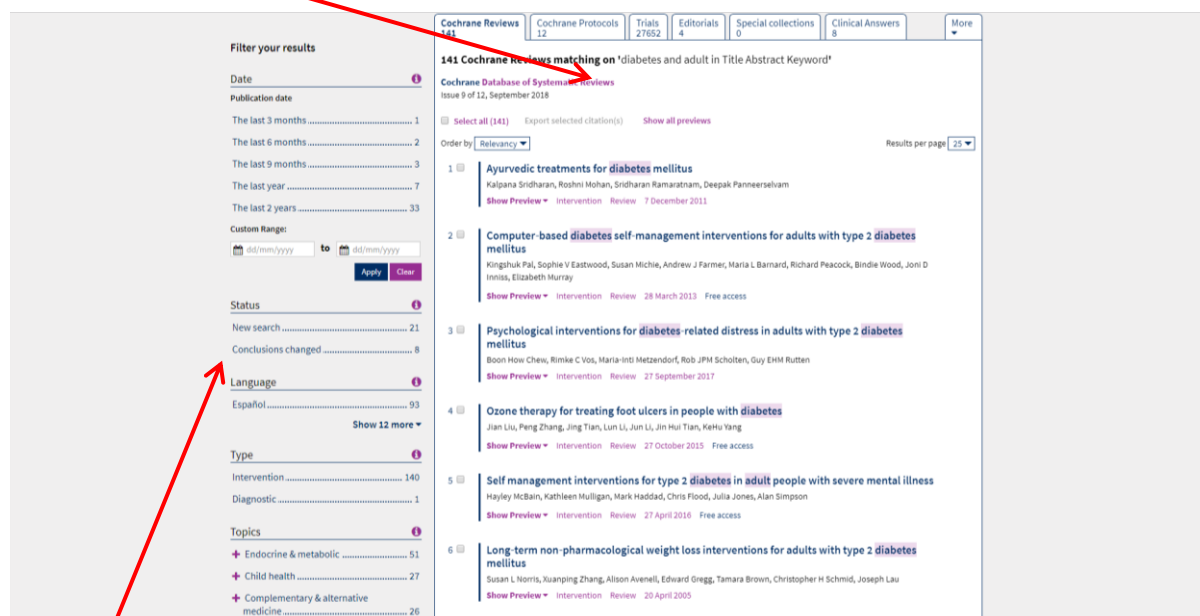 Cochrane Reviews
141
Cochrane Protocols
12
Trials
27652
Editorials
4
Special collections
0
Clinical Answers
8
More
Filter your results
Date
Publication date
The last 3 months 1
The last 6 months 2
The last 9 months 3
The last year 7
The last 2 years 33
Custom Range:
dd/mm/yyyy to dd/mm/yyyy
Apply Clear
Status
New search 21
Conclusions changed 8
Language
Español 93
Show 12 more
Type
Intervention 140
Diagnostic 1
Topics
Endocrine & metabolic 51
Child health 27
Complementary & alternative
medicine 26
141 Cochrane Reviews matching on 'diabetes and adult in Title Abstract Keyword'
Cochrane Database of Systematic Reviews
Issue 9 of 12, September 2018
Select all (141) Export selected citation(s) Show all previews
Order by Relevancy Results per page 25
1 Ayurvedic treatments for diabetes mellitus
Kalpana Sridharan, Roshni Mohan, Sridharan Ramaratnam, Deepak Panneerselvam
Show Preview Intervention Review 7 December 2011
2 Computer-based diabetes self-management interventions for adults with type 2 diabetes
mellitus
Kingshuk Pal, Sophie V Eastwood, Susan Michie, Andrew J Farmer, Maria L Barnard, Richard Peacock, Bindie Wood, Joni D
Inniss, Elizabeth Murray
Show Preview Intervention Review 28 March 2013 Free access
3 Psychological interventions for diabetes-related distress in adults with type 2 diabetes
mellitus
Boon How Chew, Rimke C Vos, Maria-Inti Metzendorf, Rob JPM Scholten, Guy EHM Rutten
Show Preview Intervention Review 27 September 2017
4 Ozone therapy for treating foot ulcers in people with diabetes
Jian Liu, Peng Zhang, Jing Tian, Lun Li, Jun Li, Jin Hui Tian, KeHu Yang
Show Preview Intervention Review 27 October 2015 Free access
5 Self management interventions for type 2 diabetes in adult people with severe mental illness
Hayley McBain, Kathleen Mulligan, Mark Haddad, Chris Flood, Julia Jones, Alan Simpson
Show Preview Intervention Review 27 April 2016 Free access
6 Long-term non-pharmacological weight loss interventions for adults with type 2 diabetes
mellitus
Susan L Norris, Xuanping Zhang, Alison Avenell, Edward Gregg, Tamara Brown, Christopher H Schmid, Joseph Lau
Show Preview Intervention Review 20 April 2005